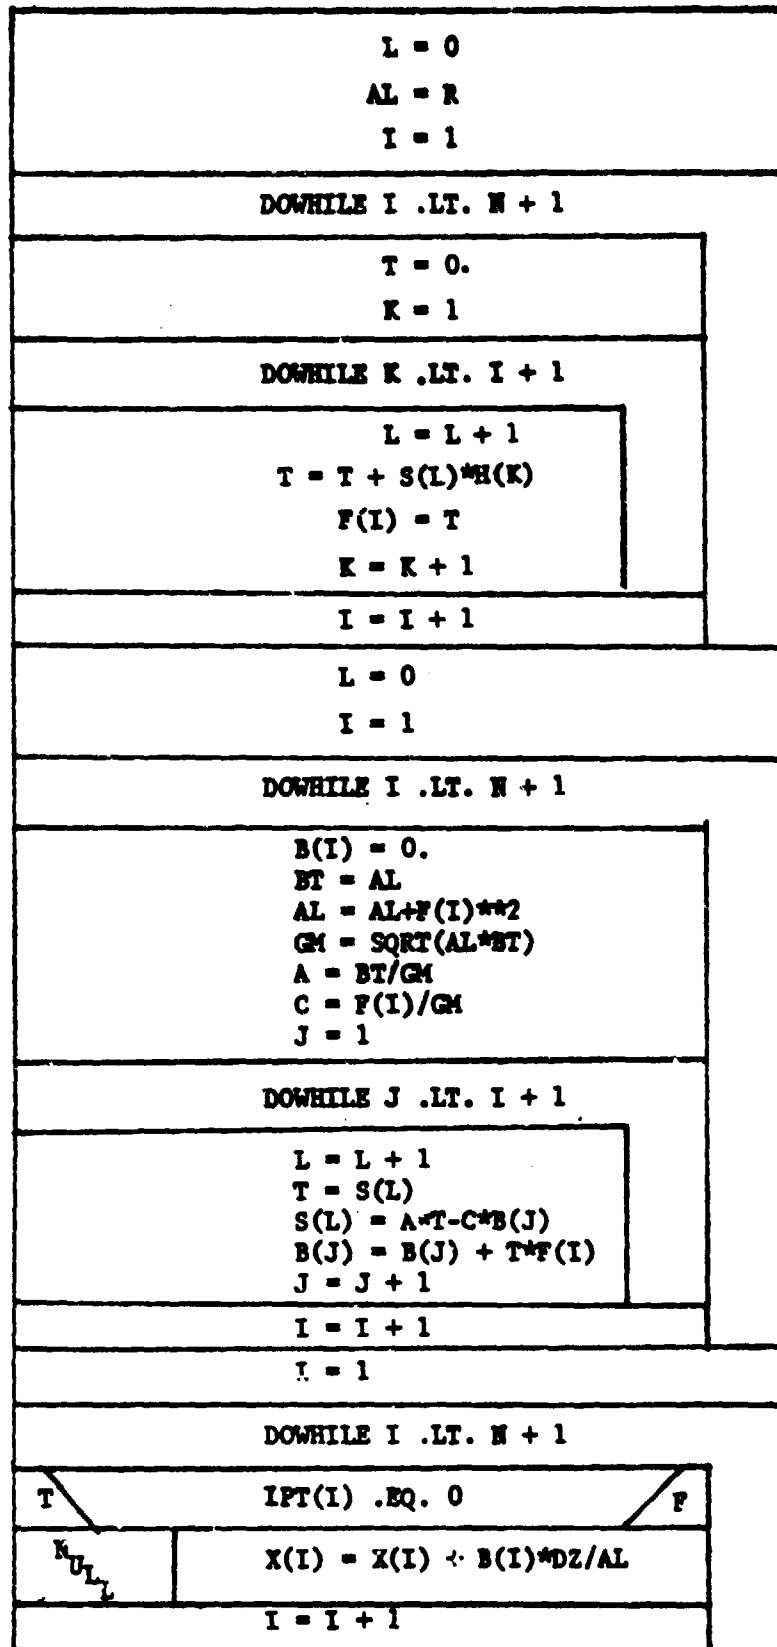 L = 0
AL = R
I = 1
DOWHILE I .LT. N + 1
T = 0.
K = 1
DOWHILE K .LT. I + 1
L = L + 1
T = T + S(L)*H(K)
F(I) = T
K = K + 1
I = I + 1
L = 0
I = 1
DOWHILE I .LT. N + 1
B(I) = 0.
BT = AL
AL = AL+F(I)**2
GM = SQRT(AL*BT)
A = BT/GM
C = F(I)/GM
J = 1
DOWHILE J .LT. I + 1
L = L + 1
T = S(L)
S(L) = A*T-C*B(J)
B(J) = B(J) + T*F(I)
J = J + 1
I = I + 1
I = 1
DOWHILE I .LT. N + 1
T IPT(I) .EQ. 0 F
NULL X(I) = X(I) + B(I)*DZ/AL
I = I + 1